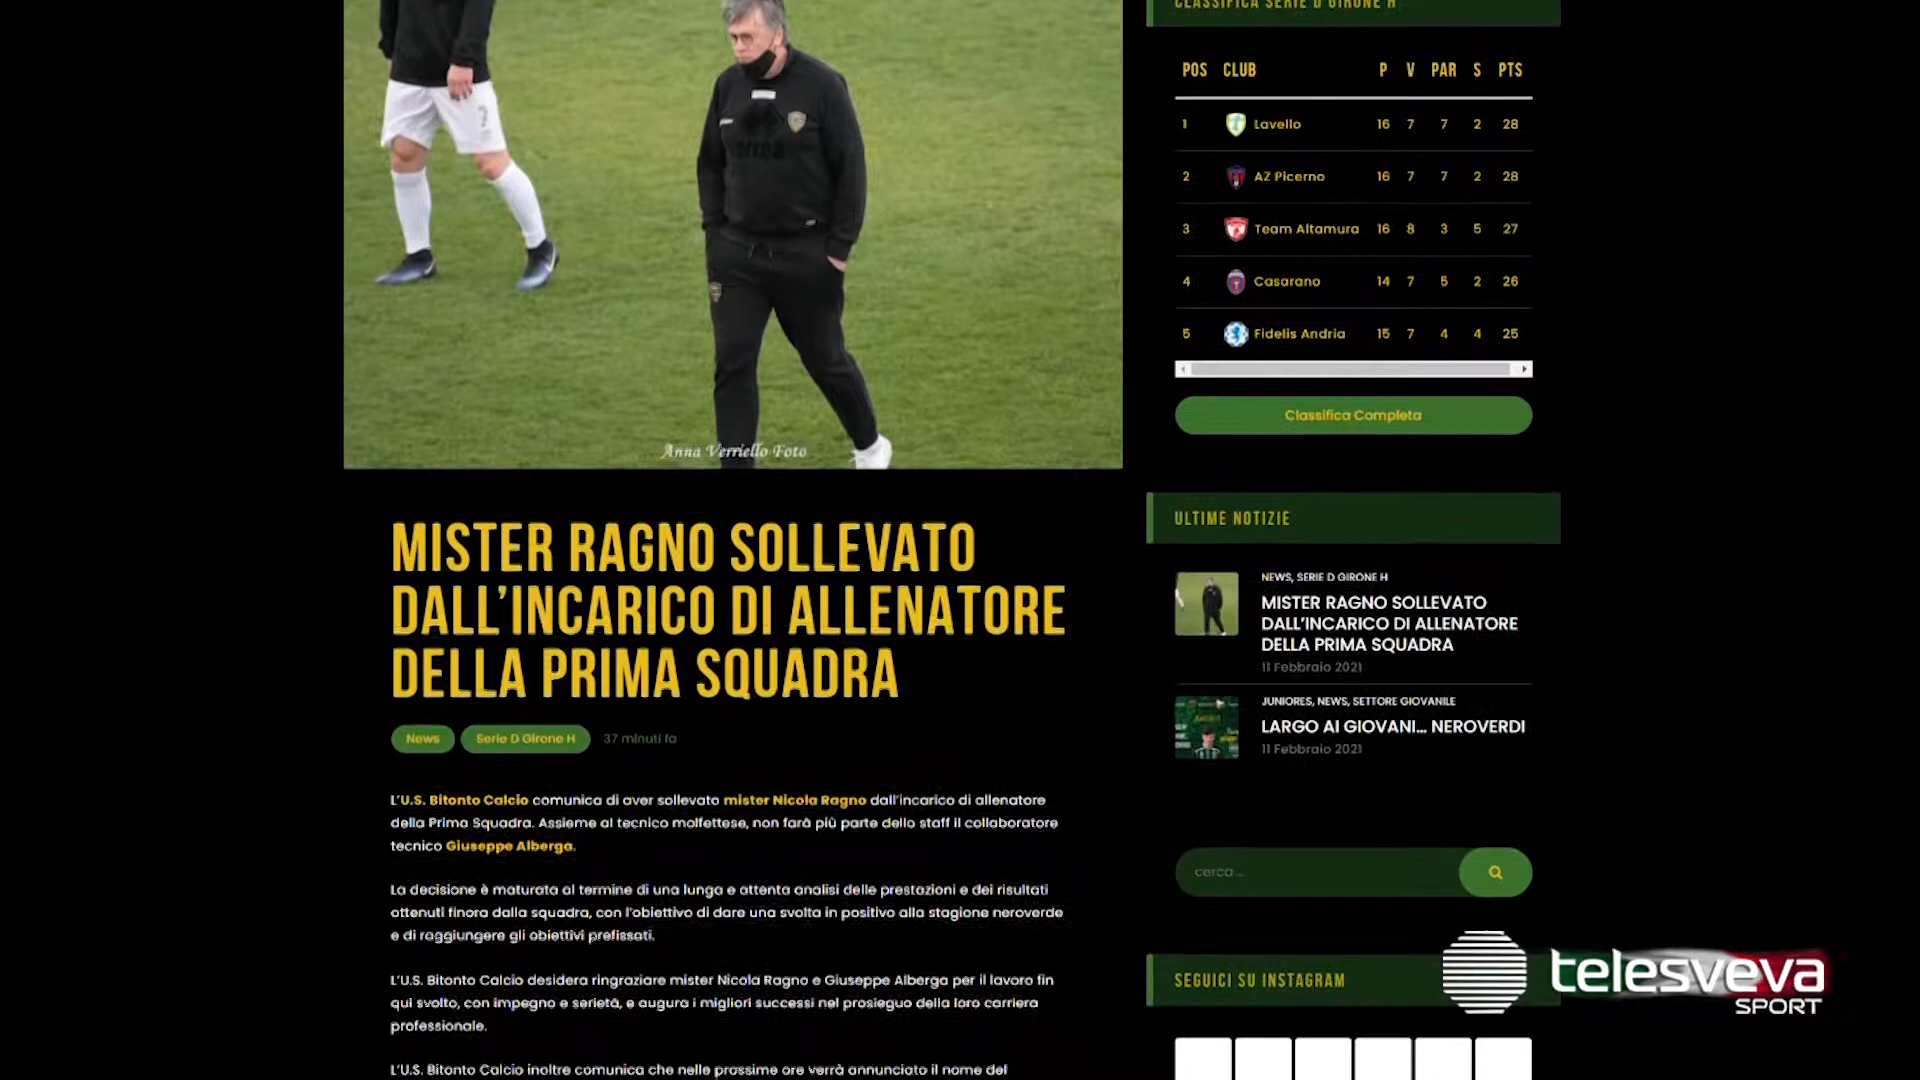 CLASSIFICA SERIE D GIRONE H
POS CLUB P V PAR S PTS
1 Lavello 16 7 7 2 28
2 AZ Picerno 16 7 7 2 28
3 Team Altamura 16 8 3 5 27
4 Casarano 14 7 5 2 26
5 Fidelis Andria 15 7 4 4 25
Classifica Completa
2
Anna Verriello Foto
MISTER RAGNO SOLLEVATO
DALL'INCARICO DI ALLENATORE
DELLA PRIMA SQUADRA
News Serie D Girone H 37 minuti fa
L'U.S. Bitonto Calcio comunica di aver sollevato mister Nicola Ragno dall'incarico di allenatore
della Prima Squadra. Assieme al tecnico molfettese, non farà più parte dello staff il collaboratore
tecnico Giuseppe Alberga.
La decisione è maturata al termine di una lunga e attenta analisi delle prestazioni e dei risultati
ottenuti finora dalla squadra, con l'obiettivo di dare una svolta in positivo alla stagione neroverde
e di raggiungere gli obiettivi prefissati.
L'U.S. Bitonto Calcio desidera ringraziare mister Nicola Ragno e Giuseppe Alberga per il lavoro fin
qui svolto, con impegno e serietà, e augura i migliori successi nel prosieguo della loro carriera
professionale.
L'U.S. Bitonto Calcio inoltre comunica che nelle prossime ore verrà annunciato il nome del
ULTIME NOTIZIE
NEWS, SERIE D GIRONE H
MISTER RAGNO SOLLEVATO
DALL'INCARICO DI ALLENATORE
DELLA PRIMA SQUADRA
11 Febbraio 2021
JUNIORES, NEWS, SETTORE GIOVANILE
LARGO AI GIOVANI... NEROVERDI
11 Febbraio 2021
cerca ...
SEGUICI SU INSTAGRAM
telesveva
SPORT